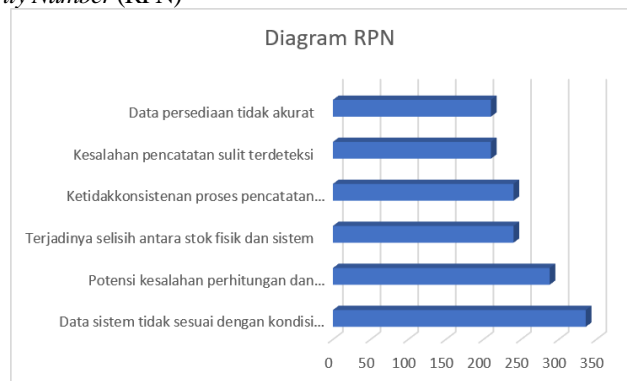 Number (RPN)
Diagram RPN
Data persediaan tidak akurat
Kesalahan pencatatan sulit terdeteksi
Ketidakkonsistenan proses pencatatan...
Terjadinya selisih antara stok fisik dan sistem
Potensi kesalahan perhitungan dan...
Data sistem tidak sesuai dengan kondisi...
0 50 100 150 200 250 300 350